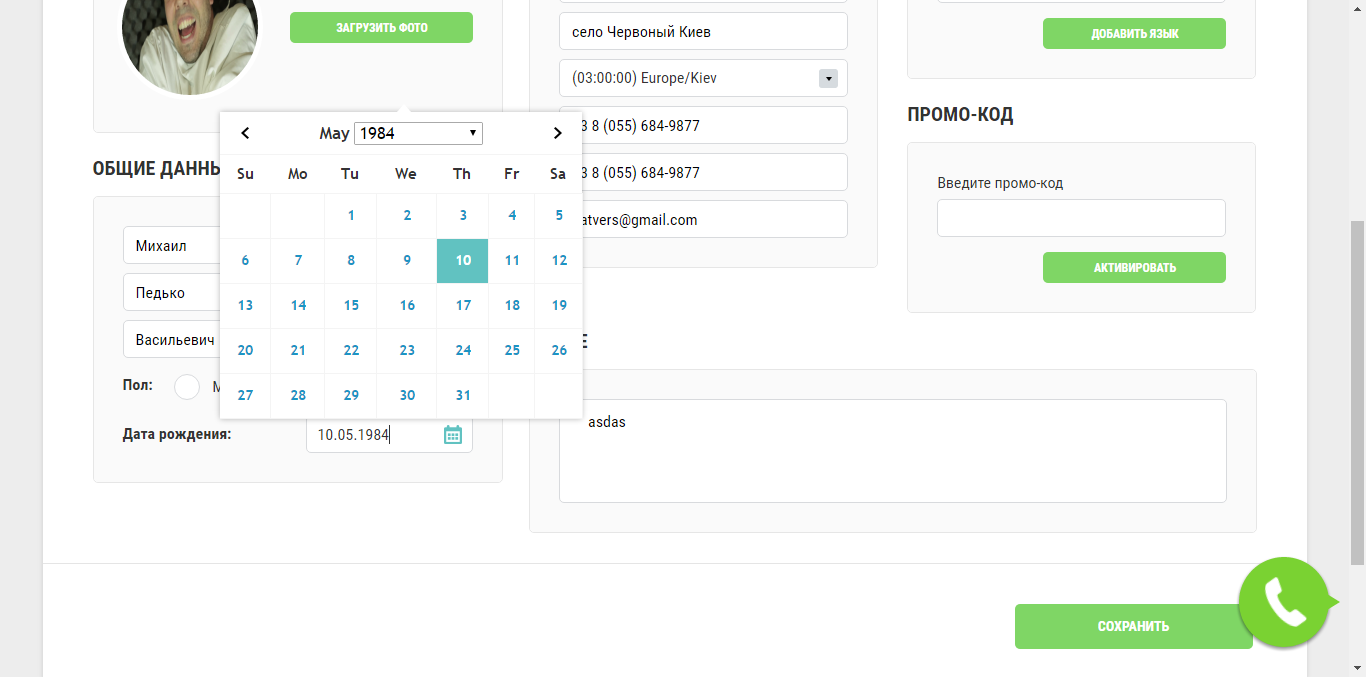 ЗАГРУЗИТЬ ФОТО
село Червоный Киев
(03:00:00) Europe/Kiev
3 8 (055) 684-9877
3 8 (055) 684-9877
atvers@gmail.com
ДОБАВИТЬ ЯЗЫК
ПРОМО-КОД
Введите промо-код
АКТИВИРОВАТЬ
ОБЩИЕ ДАННЫ
Михаил
Педько
Васильевич
Пол:
Дата рождения:
10.05.1984
May 1984
Su Mo Tu We Th Fr Sa
1 2 3 4 5
6 7 8 9 10 11 12
13 14 15 16 17 18 19
20 21 22 23 24 25 26
27 28 29 30 31
Е
asdas
СОХРАНИТЬ